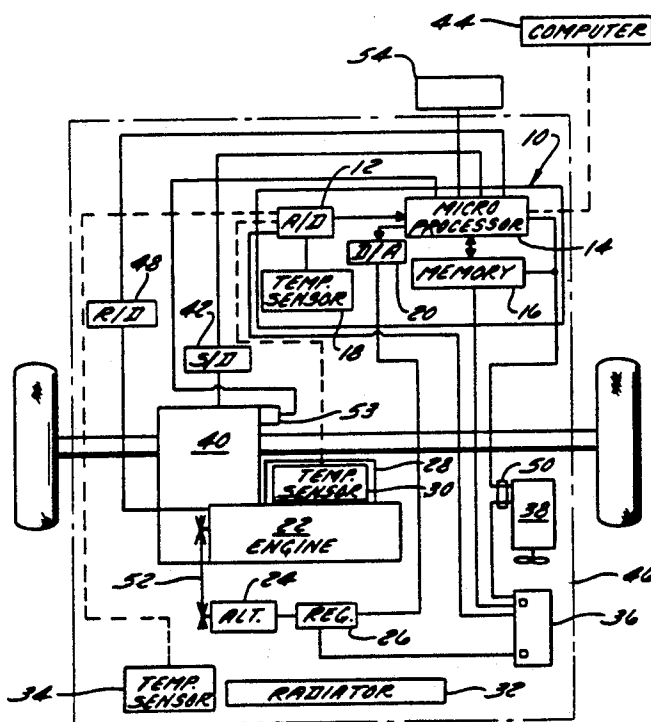 44
COMPUTER
54
10
12
A/D
MICRO
PROCESSOR
14
D/A
48
TEMP.
SENSOR
MEMORY
R/D
42
18
20
16
S/D
53
40
28
TEMP.
SENSOR
30
50
38
22
ENGINE
52
24
46
ALT.
REG.
26
36
34
TEMP.
SENSOR
RADIATOR
32